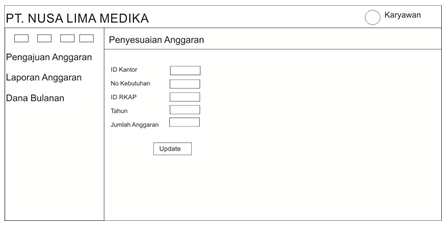 PT. NUSA LIMA MEDIKA
Karyawan
Penyesuaian Anggaran
Pengajuan Anggaran
Laporan Anggaran
Dana Bulanan
ID Kantor
No Kebutuhan
ID RKAP
Tahun
Jumlah Anggaran
Update